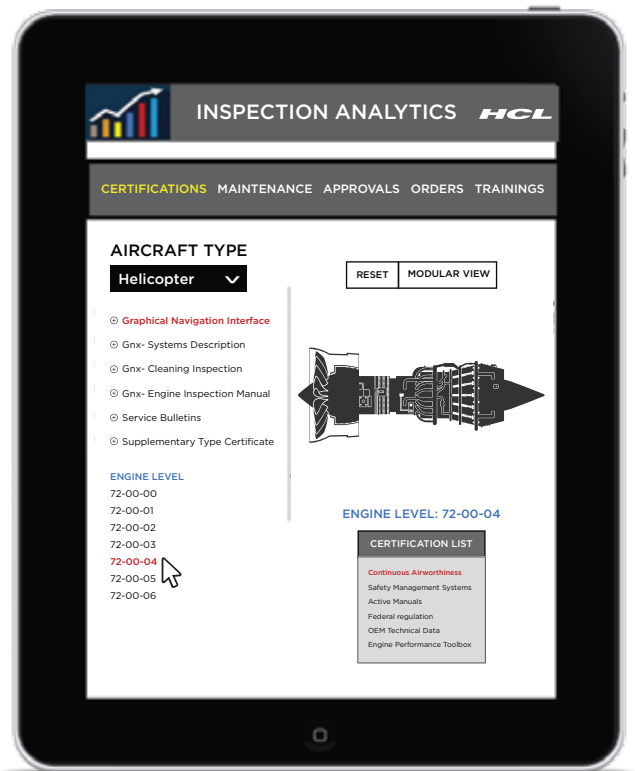 INSPECTION ANALYTICS HCL
CERTIFICATIONS MAINTENANCE APPROVALS ORDERS TRAININGS
AIRCRAFT TYPE
Helicopter
RESET MODULAR VIEW
Graphical Navigation Interface
Gnx- Systems Description
Gnx- Cleaning Inspection
Gnx- Engine Inspection Manual
Service Bulletins
Supplementary Type Certificate
ENGINE LEVEL
72-00-00
72-00-01
72-00-02
72-00-03
72-00-04
72-00-05
72-00-06
ENGINE LEVEL: 72-00-04
CERTIFICATION LIST
Continuous Airworthiness
Safety Management Systems
Active Manuals
Federal regulation
OEM Technical Data
Engine Performance Toolbox